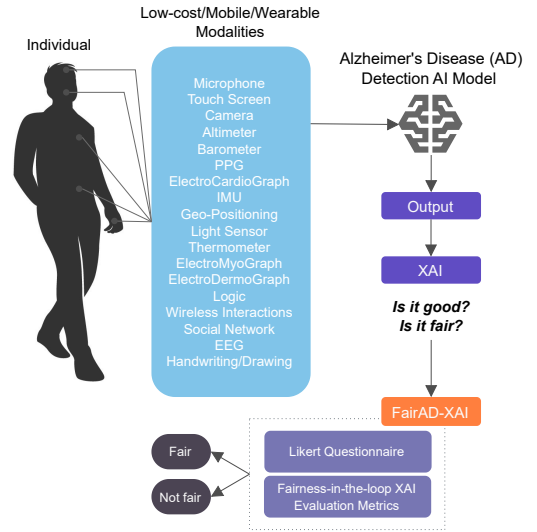 Individual
Low-cost/Mobile/Wearable
Modalities
Microphone
Touch Screen
Camera
Altimeter
Barometer
PPG
ElectroCardioGraph
IMU
Geo-Positioning
Light Sensor
Thermometer
ElectroMyoGraph
ElectroDermoGraph
Logic
Wireless Interactions
Social Network
EEG
Handwriting/Drawing
Alzheimer's Disease (AD)
Detection AI Model
Output
XAI
Is it good?
Is it fair?
FairAD-XAI
Likert Questionnaire
Fairness-in-the-loop XAI
Evaluation Metrics
Fair
Not fair